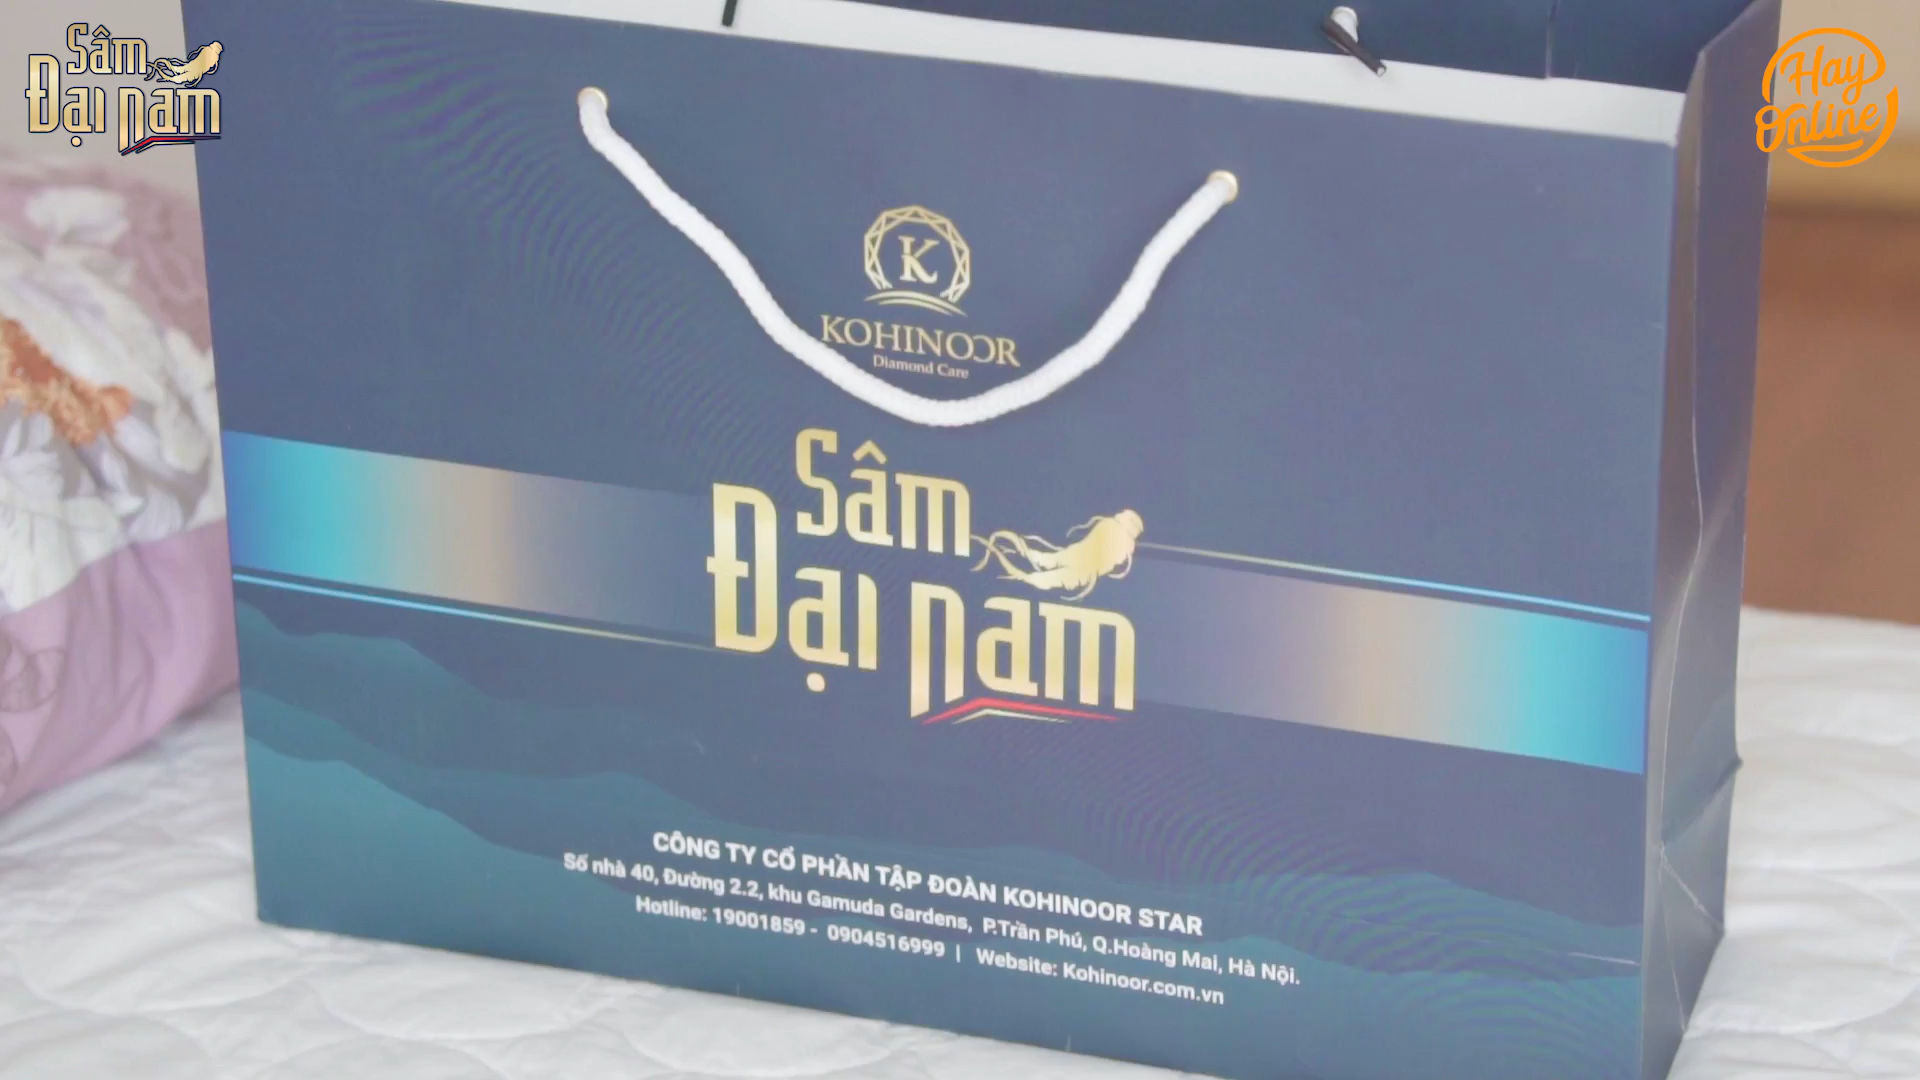 Sâm
Đại nam
Hay
Online
K
KOHINOOR
Diamond Care
Sâm
Đại nam
CÔNG TY CỔ PHẦN TẬP ĐOÀN KOHINOOR STAR
Số nhà 40, Đường 2.2, khu Gamuda Gardens, P.Trần Phú, Q.Hoàng Mai, Hà Nội.
Hotline: 19001859 - 0904516999 | Website: Kohinoor.com.vn